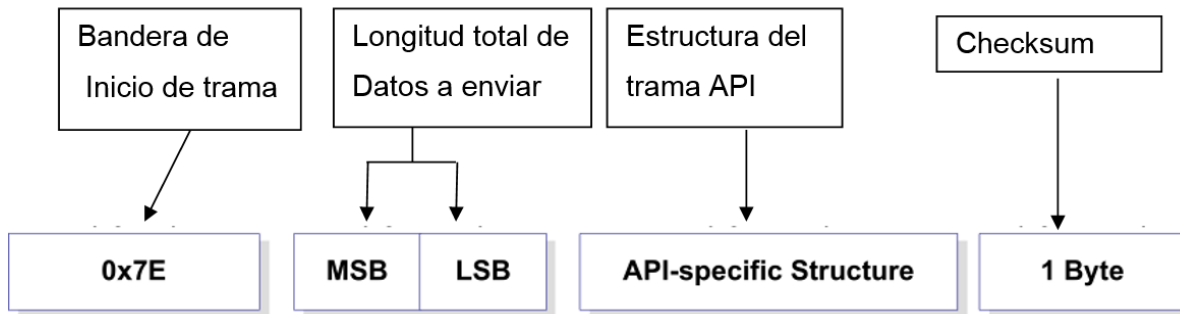 Bandera de
Inicio de trama
Longitud total de
Datos a enviar
Estructura del
trama API
Checksum
0x7E
MSB
LSB
API-specific Structure
1 Byte